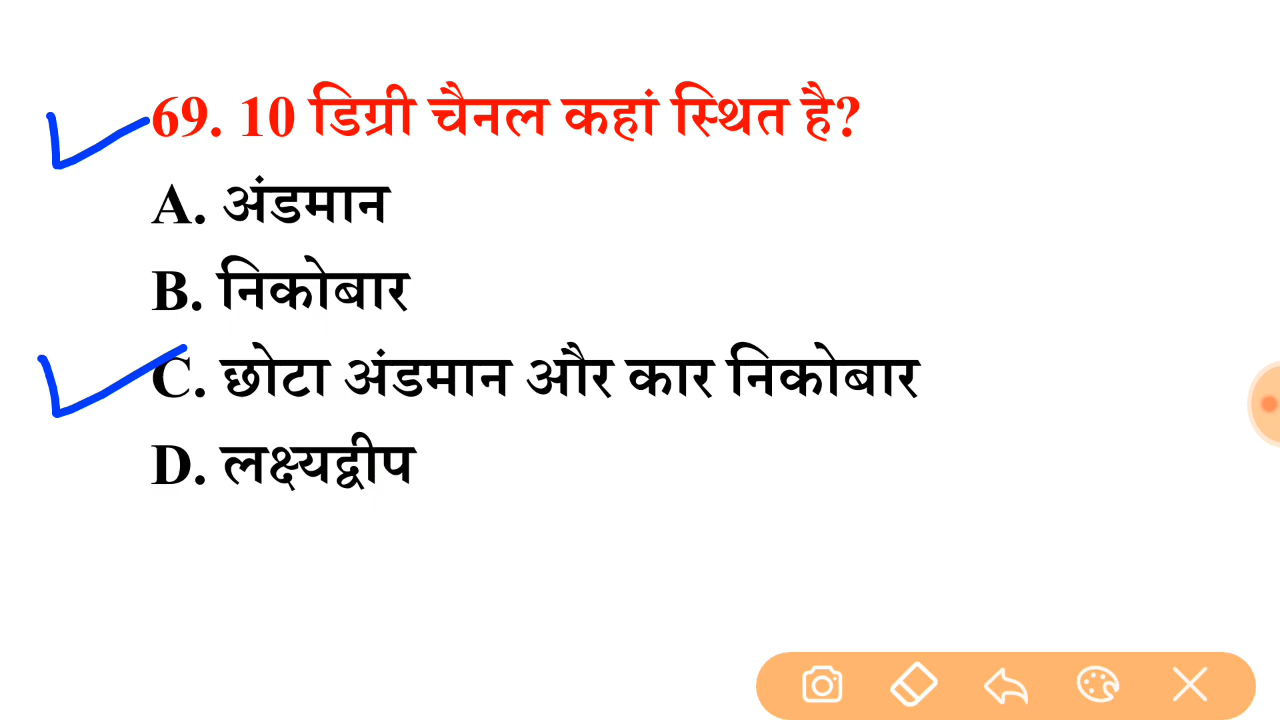 69. 10 डिग्री चैनल कहां स्थित है?
A. अंडमान
B. निकोबार
C. छोटा अंडमान और कार निकोबार
D. लक्ष्यद्वीप